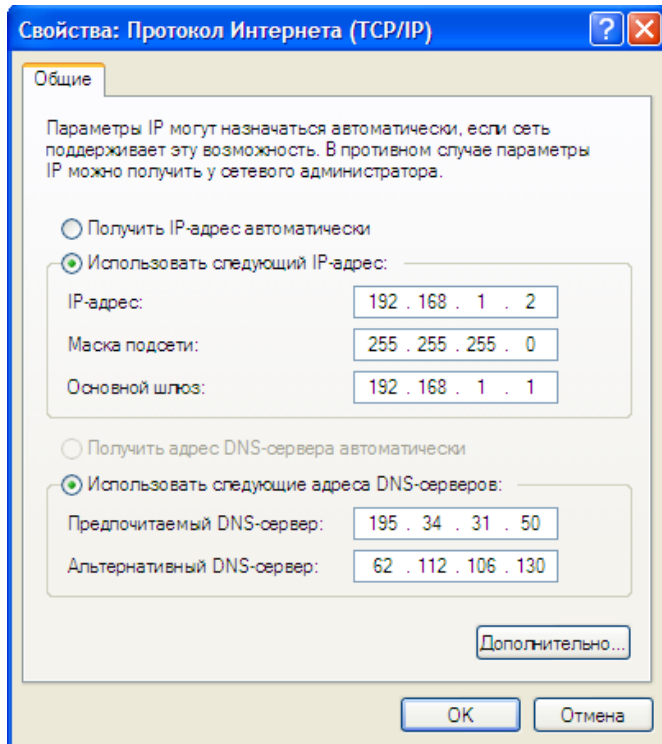 Свойства: Протокол Интернета (TCP/IP)
Общие
Параметры IP могут назначаться автоматически, если сеть
поддерживает эту возможность. В противном случае параметры
IP можно получить у сетевого администратора.
Получить IP-адрес автоматически
Использовать следующий IP-адрес:
IP-адрес: 192 . 168 . 1 . 2
Маска подсети: 255 . 255 . 255 . 0
Основной шлюз: 192 . 168 . 1 . 1
Получить адрес DNS-сервера автоматически
Использовать следующие адреса DNS-серверов:
Предпочитаемый DNS-сервер: 195 . 34 . 31 . 50
Альтернативный DNS-сервер: 62 . 112 . 106 . 130
Дополнительно...
OK Отмена